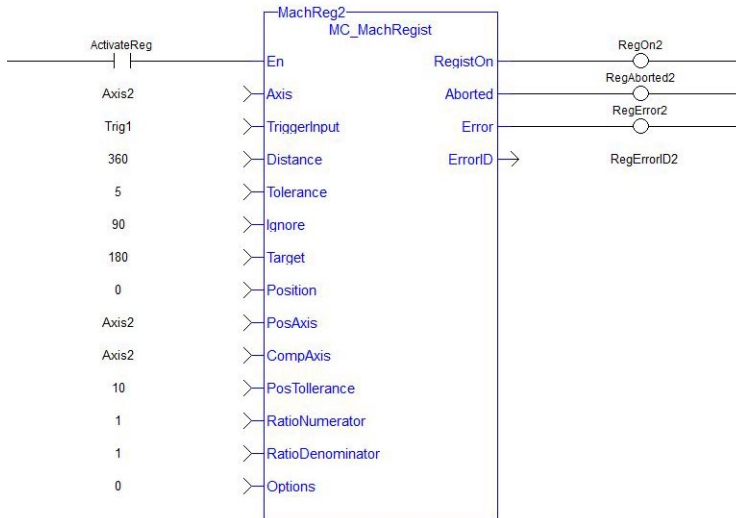 MachReg2
MC_MachRegist
ActivateReg En RegistOn RegOn2
Axis2 Axis Aborted RegAborted2
Trig1 TriggerInput Error RegError2
360 Distance ErrorID RegErrorID2
5 Tolerance
90 Ignore
180 Target
0 Position
Axis2 PosAxis
Axis2 CompAxis
10 PosTollerance
1 RatioNumerator
1 RatioDenominator
0 Options